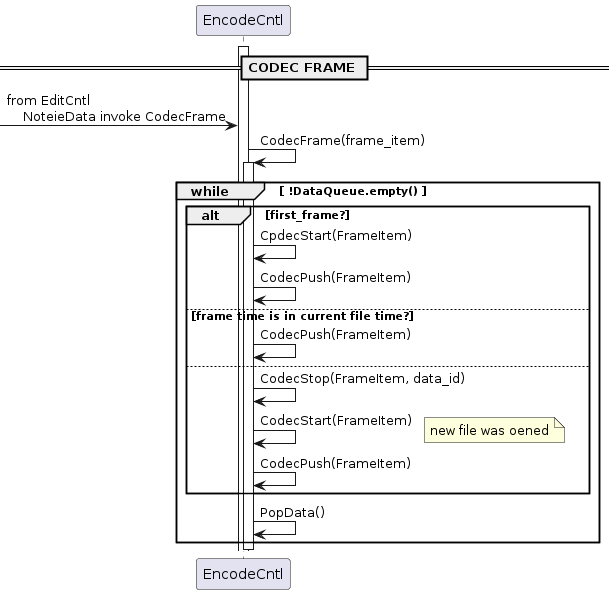 EncodeCntl
CODEC FRAME
from EditCntl
NoteieData invoke CodecFrame
CodecFrame(frame_item)
while [ !DataQueue.empty() ]
alt [first_frame?]
CpdecStart(FrameItem)
CodecPush(FrameItem)
[frame time is in current file time?]
CodecPush(FrameItem)
CodecStop(FrameItem, data_id)
CodecStart(FrameItem)
new file was oened
CodecPush(FrameItem)
PopData()
EncodeCntl